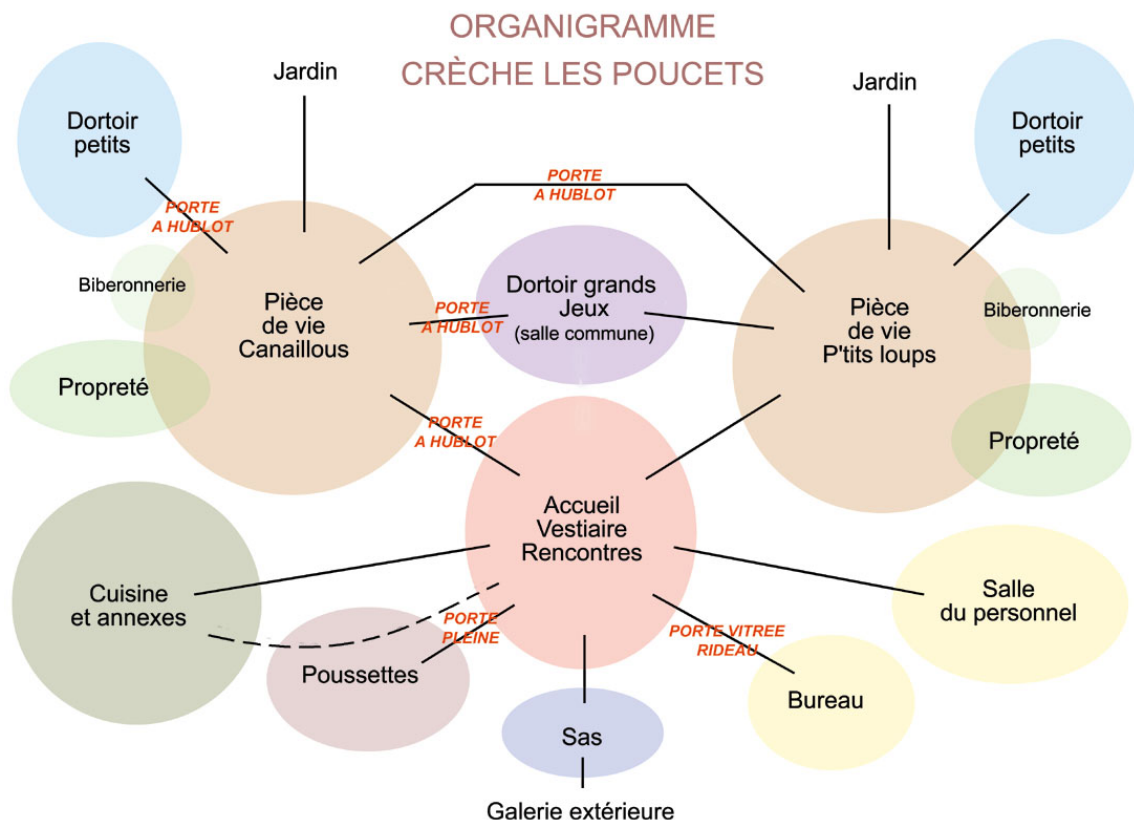 ORGANIGRAMME
CRÈCHE LES POUCETS
Jardin
Jardin
Dortoir
petits
Dortoir
petits
PORTE
A HUBLOT
PORTE
A HUBLOT
Biberonnerie
Pièce
de vie
Canaillous
PORTE
A HUBLOT
Dortoir grands
Jeux
(salle commune)
Pièce
de vie
P'tits loups
Biberonnerie
Propreté
PORTE
A HUBLOT
Propreté
Accueil
Vestiaire
Rencontres
Cuisine
et annexes
Salle
du personnel
PORTE
PLEINE
PORTE VITREE
RIDEAU
Poussettes
Bureau
Sas
Galerie extérieure